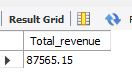 Result Grid
Total_revenue
87565.15